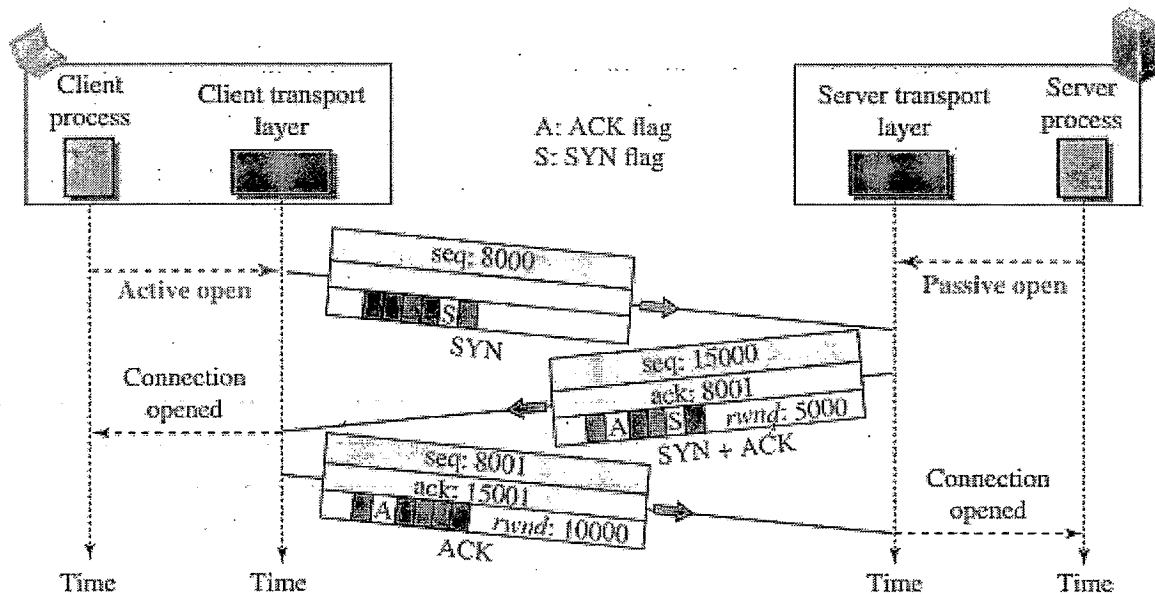 Client
process
Client transport
layer
A: ACK flag
S: SYN flag
Server transport
layer
Server
process
seq: 8000
Active open
S
SYN
Passive open
seq: 15000
ack: 8001
A S rwnd: 5000
SYN + ACK
Connection
opened
seq: 8001
ack: 15001
A rwnd: 10000
ACK
Connection
opened
Time
Time
Time
Time